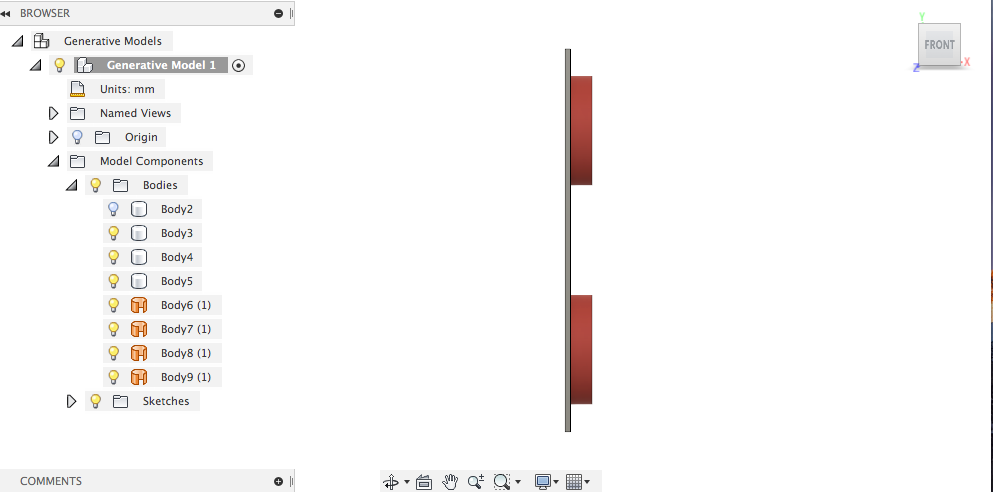 BROWSER
Generative Models
Generative Model 1
Units: mm
Named Views
Origin
Model Components
Bodies
Body2
Body3
Body4
Body5
Body6 (1)
Body7 (1)
Body8 (1)
Body9 (1)
Sketches
COMMENTS
Y
FRONT
Z
X